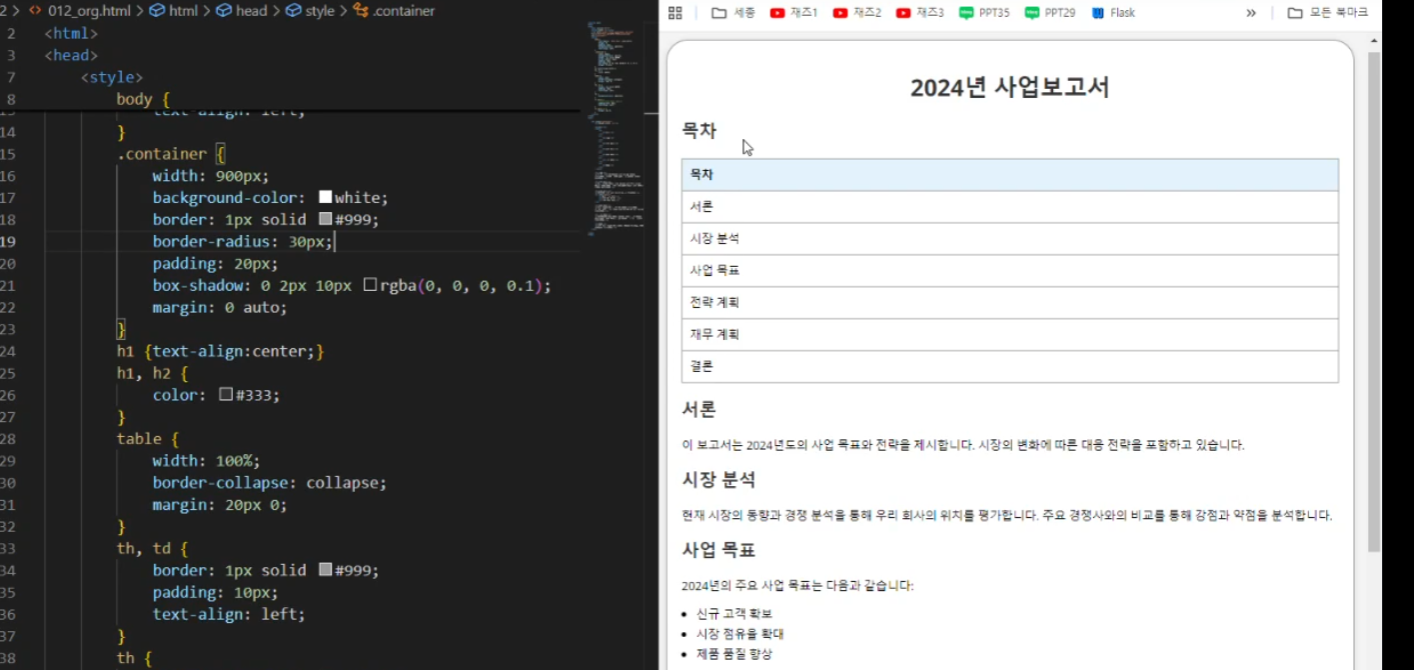 2 > 012_org.html > html > head > style > .container
2 <html>
3 <head>
7 <style>
8 body {
text-align: left;
14 }
15 .container {
16 width: 900px;
17 background-color: white;
18 border: 1px solid #999;
19 border-radius: 30px;
20 padding: 20px;
21 box-shadow: 0 2px 10px rgba(0, 0, 0, 0.1);
22 margin: 0 auto;
23 }
24 h1 {text-align:center;}
25 h1, h2 {
26 color: #333;
27 }
28 table {
29 width: 100%;
30 border-collapse: collapse;
31 margin: 20px 0;
32 }
33 th, td {
34 border: 1px solid #999;
35 padding: 10px;
36 text-align: left;
37 }
38 th {
세종 재즈1 재즈2 재즈3 PPT35 PPT29 Flask » 모든 북마크
2024년 사업보고서
목차
목차
서론
시장 분석
사업 목표
전략 계획
재무 계획
결론
서론
이 보고서는 2024년도의 사업 목표와 전략을 제시합니다. 시장의 변화에 따른 대응 전략을 포함하고 있습니다.
시장 분석
현재 시장의 동향과 경쟁 분석을 통해 우리 회사의 위치를 평가합니다. 주요 경쟁사와의 비교를 통해 강점과 약점을 분석합니다.
사업 목표
2024년의 주요 사업 목표는 다음과 같습니다:
• 신규 고객 확보
• 시장 점유율 확대
• 제품 품질 향상